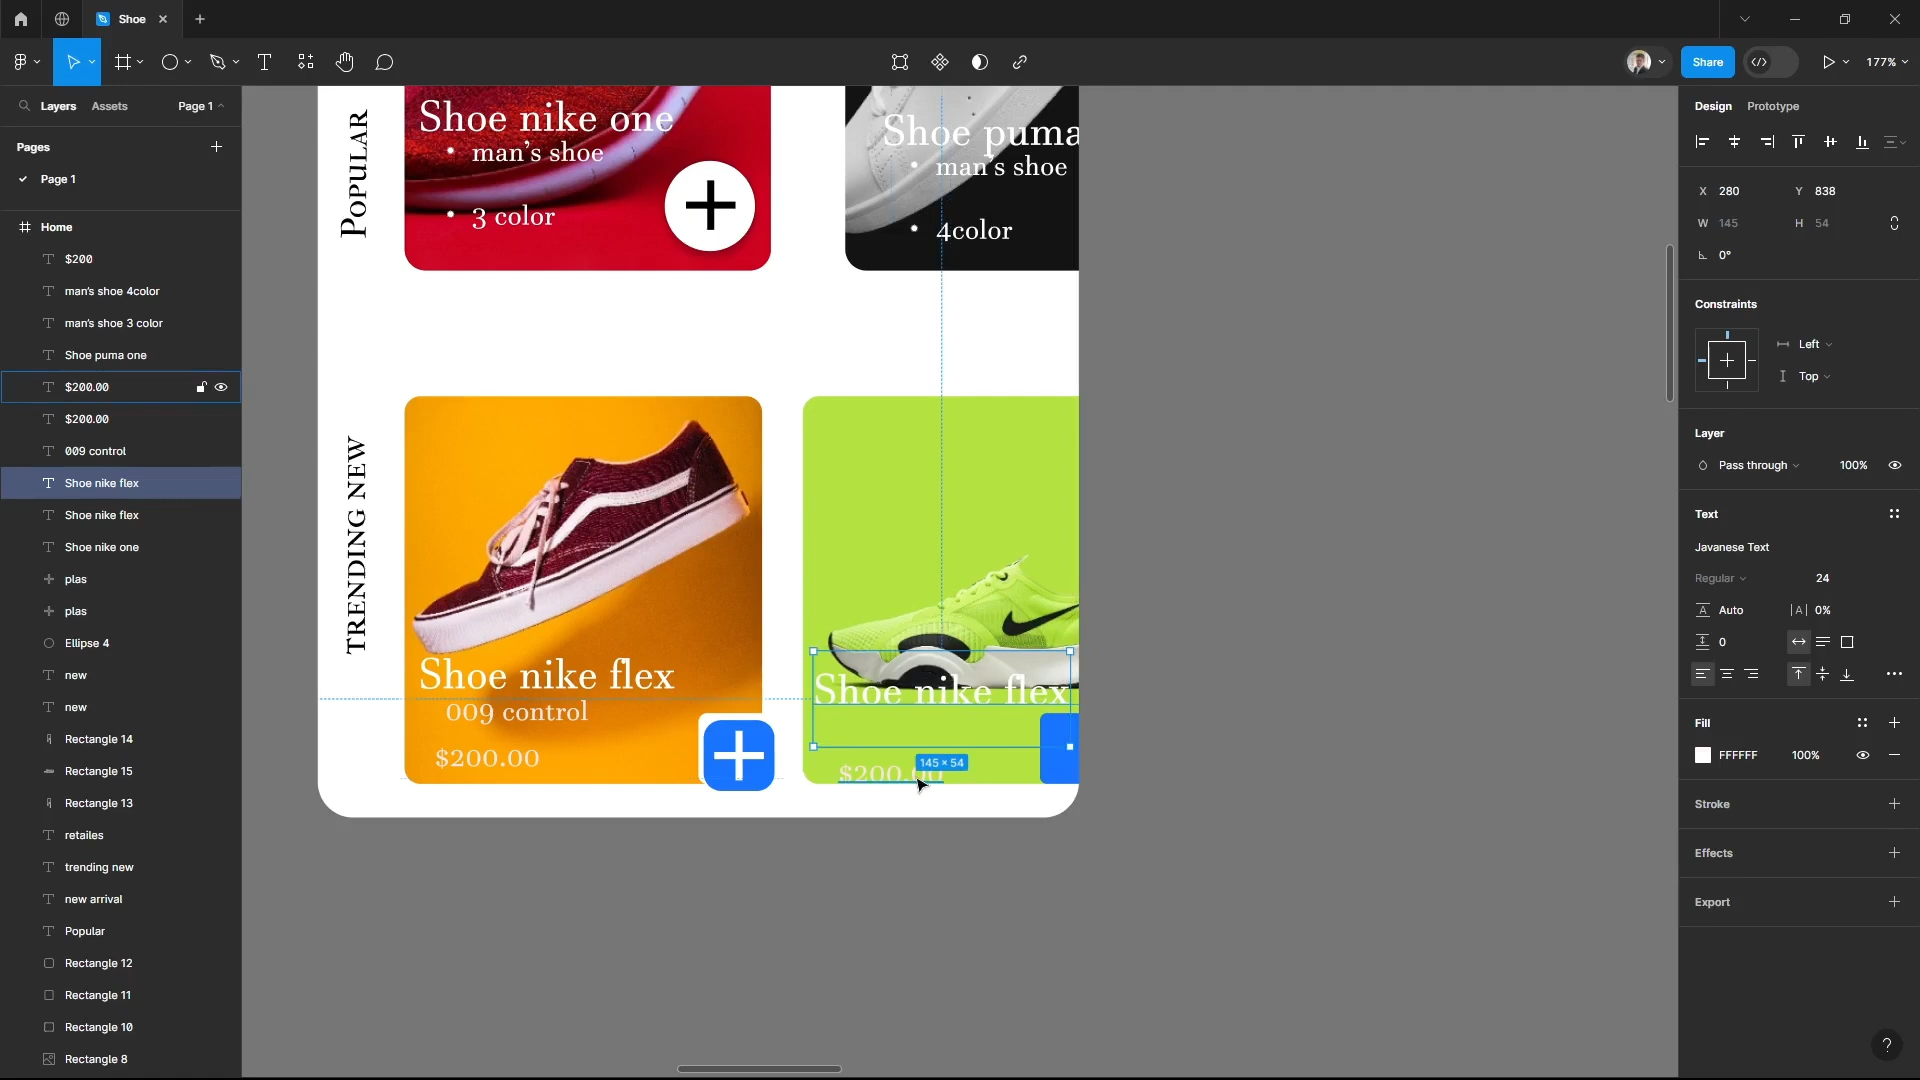 Shoe
Share
177%
Layers
Assets
Page 1
Pages
Page 1
Home
$200
man's shoe 4color
man's shoe 3 color
Shoe puma one
$200.00
$200.00
009 control
Shoe nike flex
Shoe nike flex
Shoe nike one
plas
plas
Ellipse 4
new
new
Rectangle 14
Rectangle 15
Rectangle 13
retailes
trending new
new arrival
Popular
Rectangle 12
Rectangle 11
Rectangle 10
Rectangle 8
Popular
Shoe nike one
• man's shoe
• 3 color
Shoe puma
• man's shoe
• 4color
TRENDING NEW
Shoe nike flex
009 control
$200.00
Shoe nike flex
145 × 54
$200.00
Design
Prototype
X 280
Y 838
W 145
H 54
0°
Constraints
Left
Top
Layer
Pass through
100%
Text
Javanese Text
Regular
24
A Auto
|A| 0%
0
Fill
FFFFFF
100%
Stroke
Effects
Export
?